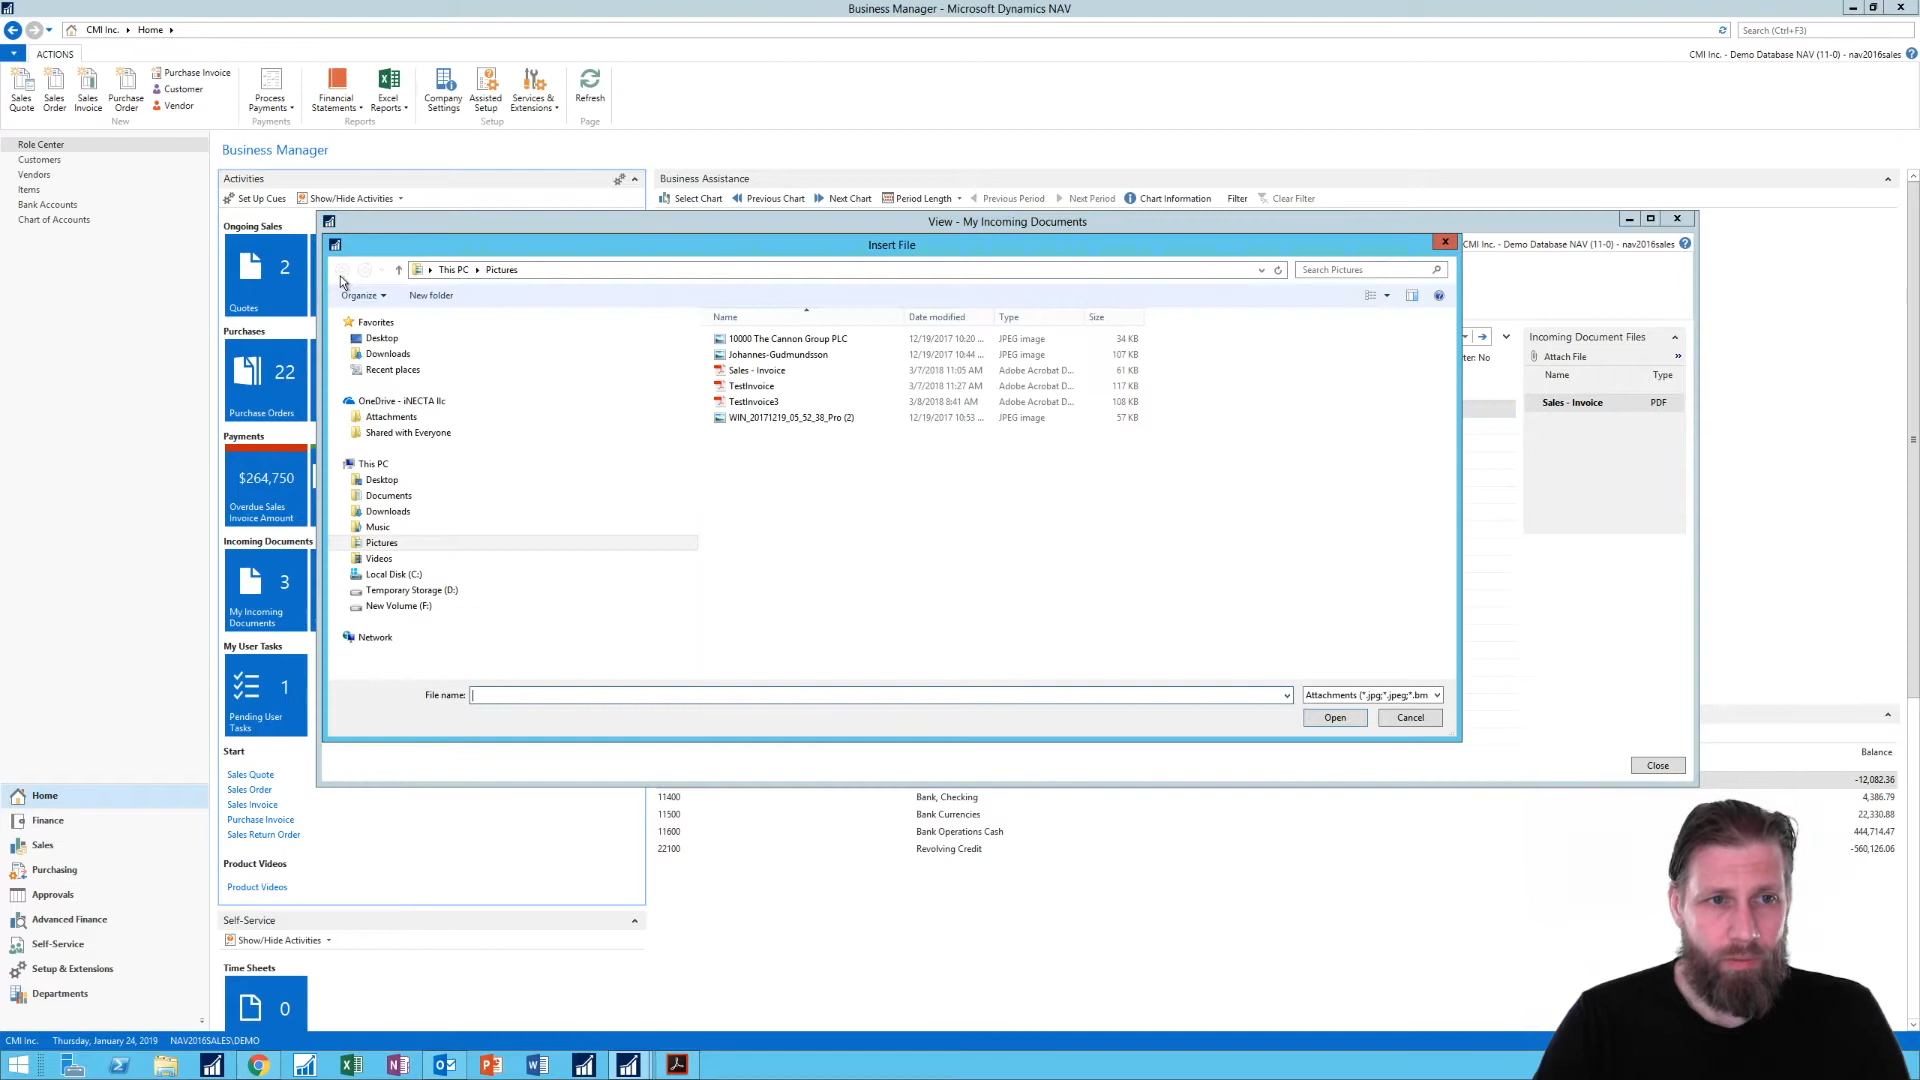 Business Manager - Microsoft Dynamics NAV
CMI Inc. Home
Search (Ctrl+F3)
ACTIONS
CMI Inc. - Demo Database NAV (11-0) - nav2016sales
Sales Quote
Sales Order
Sales Invoice
Purchase Order
Purchase Invoice
Customer
Vendor
New
Process Payments
Payments
Financial Statements
Excel Reports
Reports
Company Settings
Assisted Setup
Services & Extensions
Setup
Refresh
Page
Role Center
Customers
Vendors
Items
Bank Accounts
Chart of Accounts
Business Manager
Activities
Set Up Cues Show/Hide Activities
Business Assistance
Select Chart Previous Chart Next Chart Period Length Previous Period Next Period Chart Information Filter Clear Filter
Ongoing Sales
2
Quotes
Purchases
22
Purchase Orders
Payments
$264,750
Overdue Sales Invoice Amount
Incoming Documents
3
My Incoming Documents
My User Tasks
1
Pending User Tasks
Start
Sales Quote
Sales Order
Sales Invoice
Purchase Invoice
Sales Return Order
Product Videos
Product Videos
Self-Service
Show/Hide Activities
Time Sheets
0
View - My Incoming Documents
CMI Inc. - Demo Database NAV (11-0) - nav2016sales
Insert File
This PC Pictures
Search Pictures
Organize New folder
Favorites
Desktop
Downloads
Recent places
OneDrive - iNECTA llc
Attachments
Shared with Everyone
This PC
Desktop
Documents
Downloads
Music
Pictures
Videos
Local Disk (C:)
Temporary Storage (D:)
New Volume (F:)
Network
Name Date modified Type Size
10000 The Cannon Group PLC 12/19/2017 10:20 ... JPEG image 34 KB
Johannes-Gudmundsson 12/19/2017 10:44 ... JPEG image 107 KB
Sales - Invoice 3/7/2018 11:05 AM Adobe Acrobat D... 61 KB
TestInvoice 3/7/2018 11:27 AM Adobe Acrobat D... 117 KB
TestInvoice3 3/8/2018 8:41 AM Adobe Acrobat D... 108 KB
WIN_20171219_05_52_38_Pro (2) 12/19/2017 10:53 ... JPEG image 57 KB
File name:
Attachments (*.jpg;*.jpeg;*.bm
Open Cancel
ter: No
Incoming Document Files
Attach File
Name Type
Sales - Invoice PDF
Close
Balance
-12,082.36
11400 Bank, Checking 4,386.79
11500 Bank Currencies 22,330.88
11600 Bank Operations Cash 444,714.47
22100 Revolving Credit -560,126.06
Home
Finance
Sales
Purchasing
Approvals
Advanced Finance
Self-Service
Setup & Extensions
Departments
CMI Inc. Thursday, January 24, 2019 NAV2016SALES\DEMO